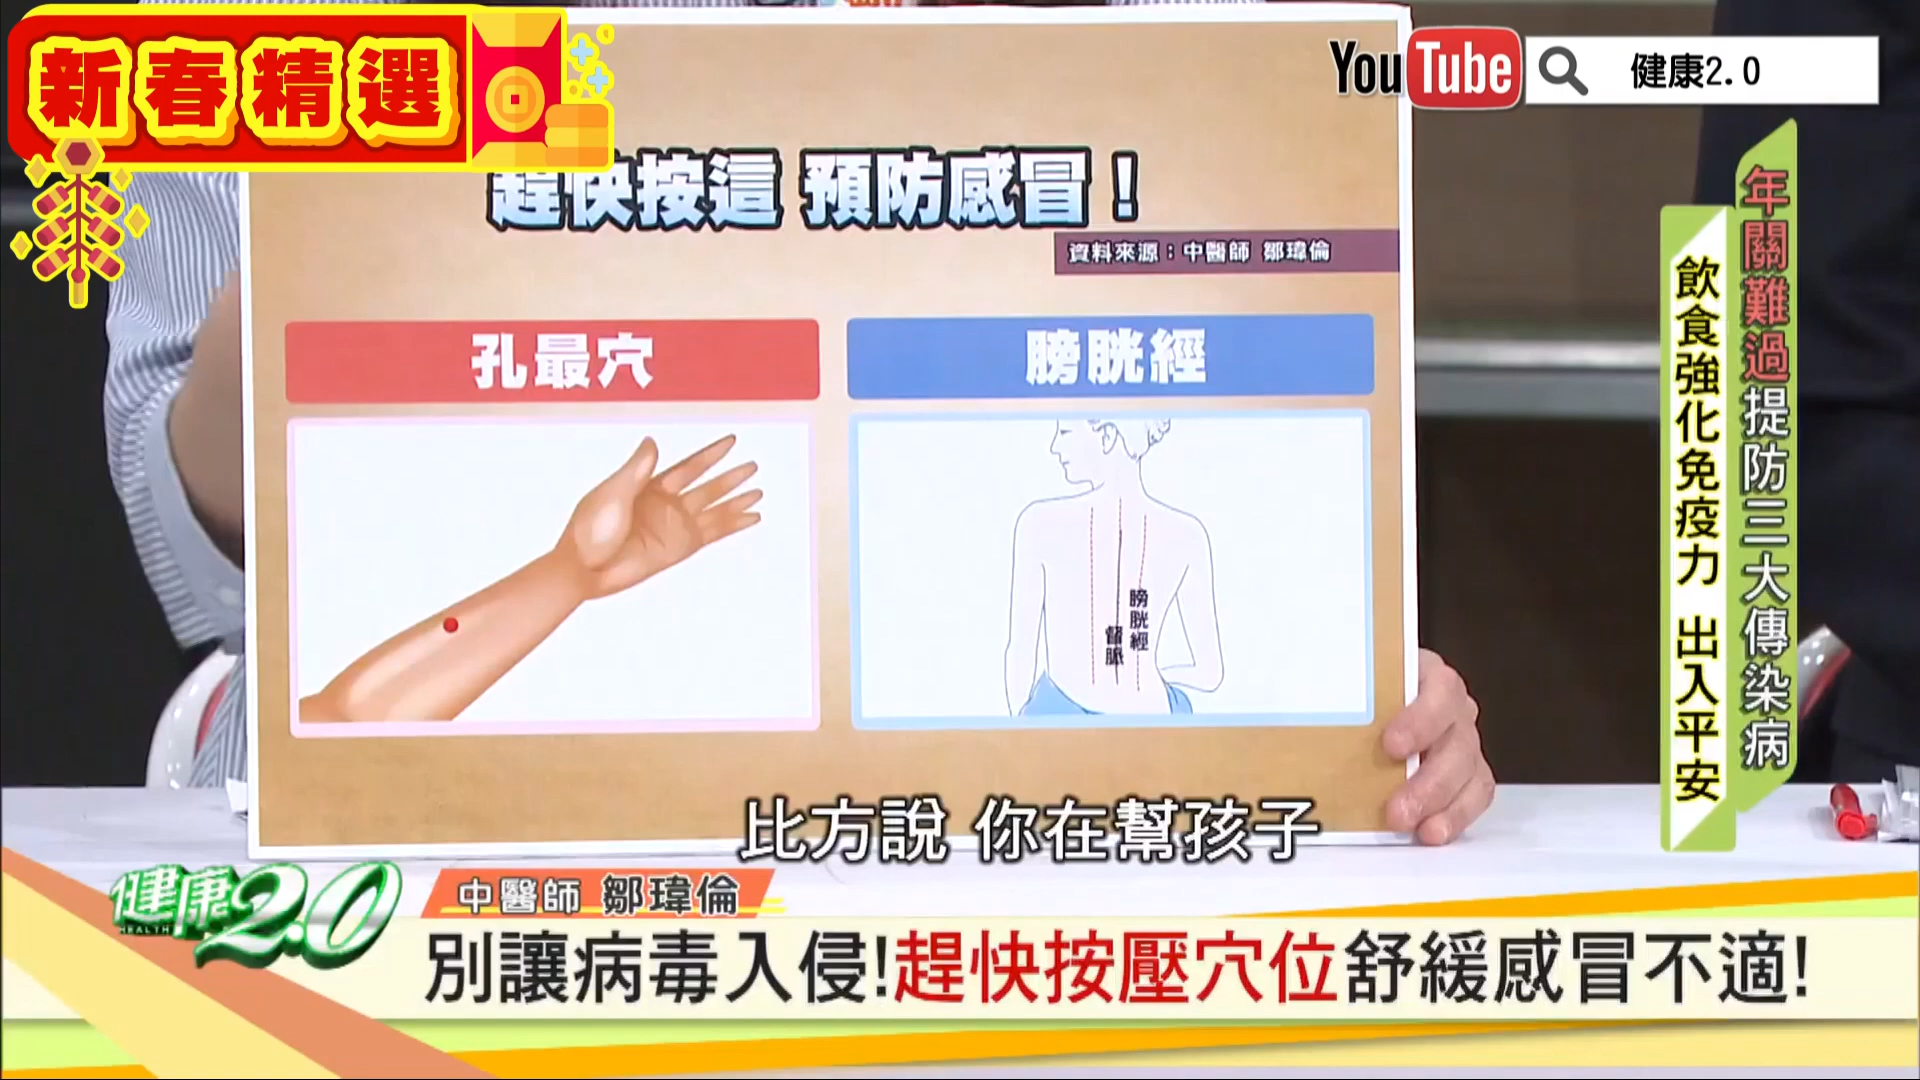 新春精選
YouTube 健康2.0
趕快按這 預防感冒！
資料來源：中醫師 鄒瑋倫
孔最穴
膀胱經
膀胱經
督脈
年關難過提防三大傳染病
飲食強化免疫力 出入平安
比方說 你在幫孩子
健康2.0
HEALTH
中醫師 鄒瑋倫
別讓病毒入侵!趕快按壓穴位舒緩感冒不適!